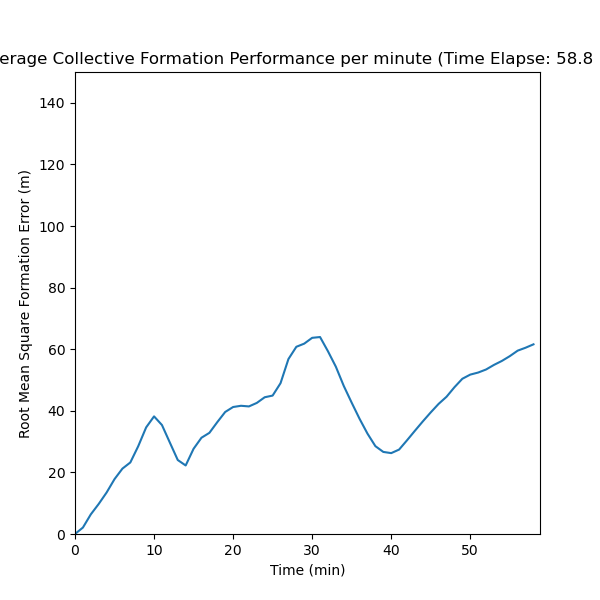 erage Collective Formation Performance per minute (Time Elapse: 58.8
140
120
100
80
60
40
20
0
Root Mean Square Formation Error (m)
0 10 20 30 40 50
Time (min)